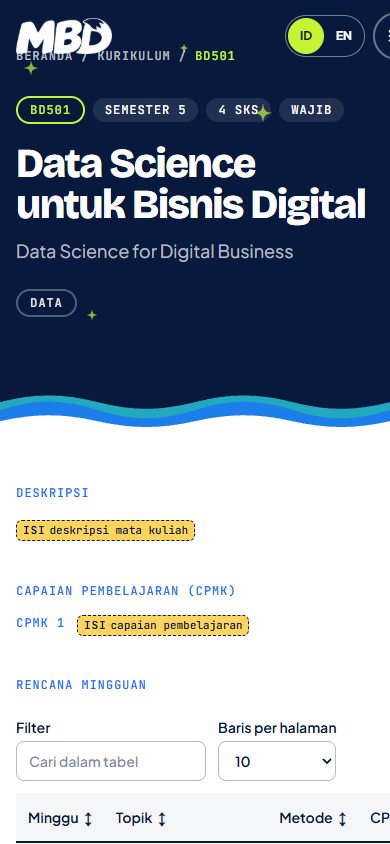 MBD
ID EN
BERANDA / KURIKULUM / BD501
BD501 SEMESTER 5 4 SKS WAJIB
Data Science
untuk Bisnis Digital
Data Science for Digital Business
DATA
DESKRIPSI
ISI deskripsi mata kuliah
CAPAIAN PEMBELAJARAN (CPMK)
CPMK 1 ISI capaian pembelajaran
RENCANA MINGGUAN
Filter Baris per halaman
Cari dalam tabel 10
Minggu ↕ Topik ↕ Metode ↕ CP